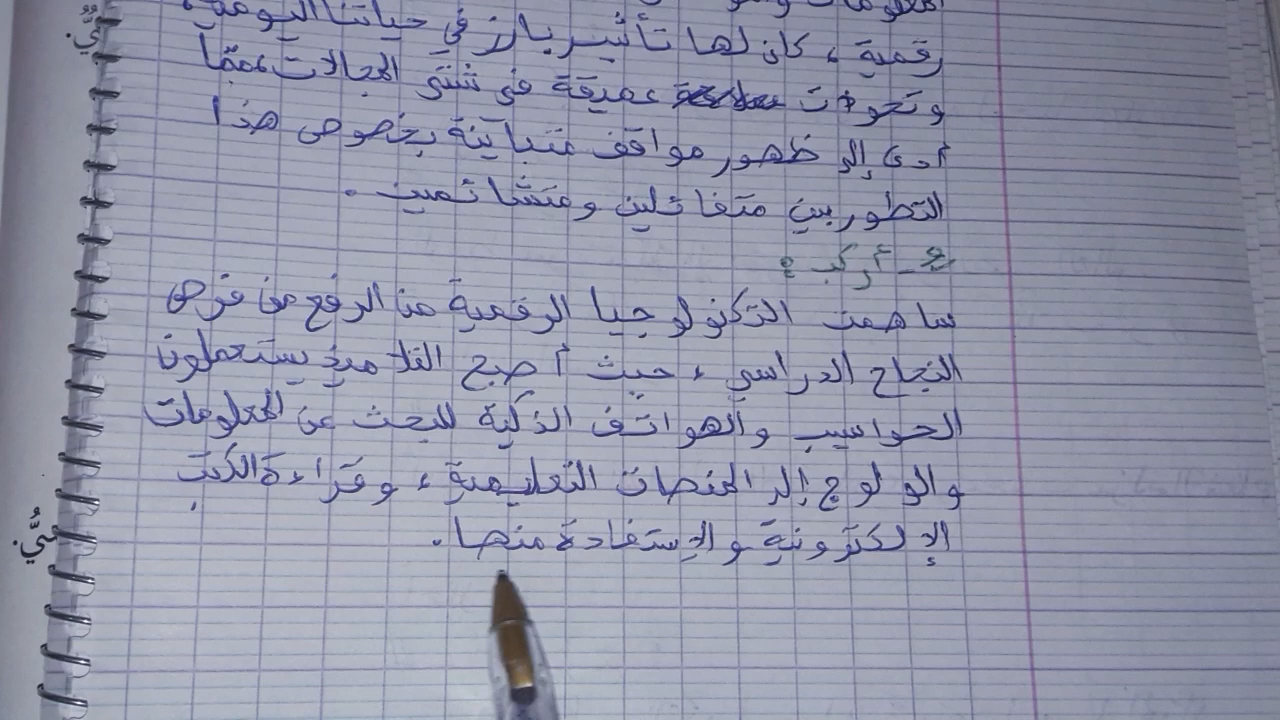 رقمية، كان لها تأثير بارز في حياتنا اليومية،
وتحولات عميقة في شتى المجالات، مما
أدى إلى ظهور مواقف متباينة بخصوص هذا
التطور بين متفائلين ومتشائمين.
ع - أركب:
ساهمت التكنولوجيا الرقمية من الرفع من فرص
النجاح الدراسي، حيث أصبح التلاميذ يستعملون
الحواسيب والهواتف الذكية للبحث عن المعلومات
والولوج إلى المنصات التعليمية، وقراءة الكتب
الإلكترونية والاستفادة منها.